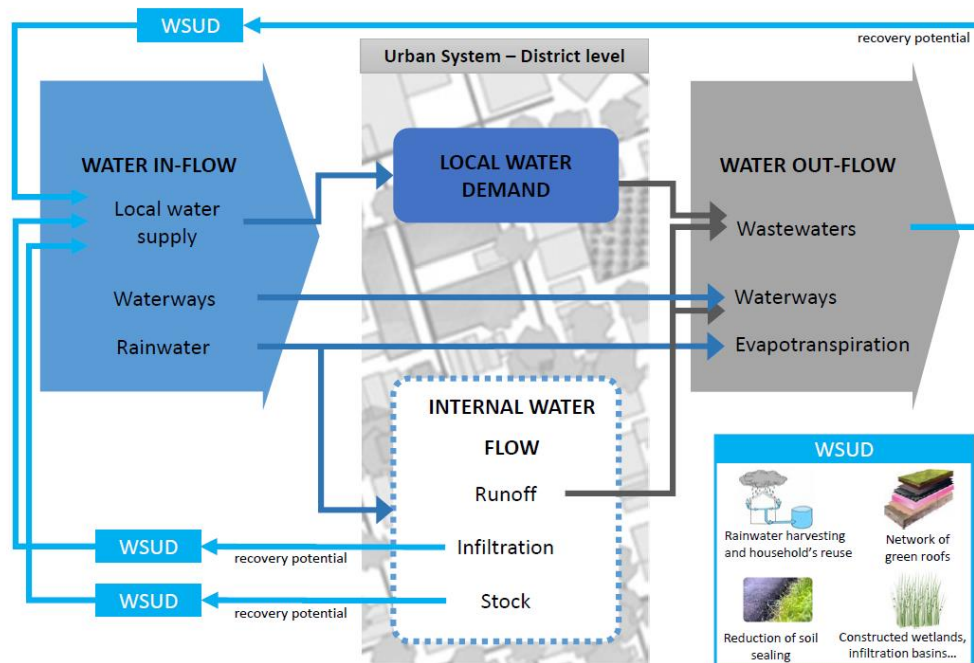 WSUD
recovery potential
Urban System – District level
WATER IN-FLOW
Local water
supply
Waterways
Rainwater
LOCAL WATER
DEMAND
WATER OUT-FLOW
Wastewaters
Waterways
Evapotranspiration
INTERNAL WATER
FLOW
Runoff
Infiltration
Stock
WSUD
recovery potential
WSUD
recovery potential
WSUD
Rainwater harvesting
and household's reuse
Network of
green roofs
Reduction of soil
sealing
Constructed wetlands,
infiltration basins...